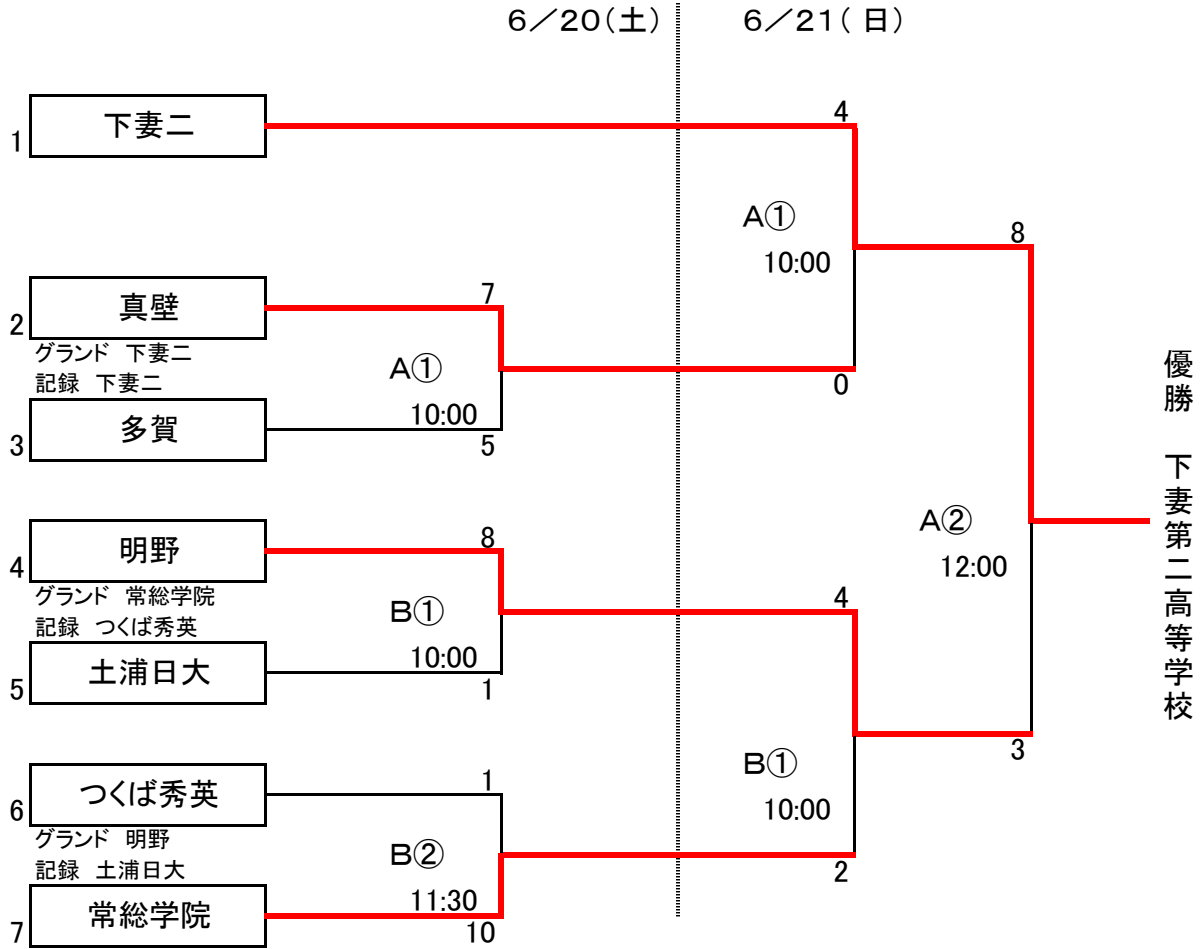 6／20(土)
6／21(日)
1
下妻二
4
A①
10:00
8
2
真壁
7
グランド 下妻二
記録 下妻二
A①
10:00
0
3
多賀
5
4
明野
8
グランド 常総学院
記録 つくば秀英
B①
10:00
4
5
土浦日大
1
A②
12:00
優勝 下妻第二高等学校
6
つくば秀英
1
B①
10:00
3
グランド 明野
記録 土浦日大
B②
11:30
2
7
常総学院
10